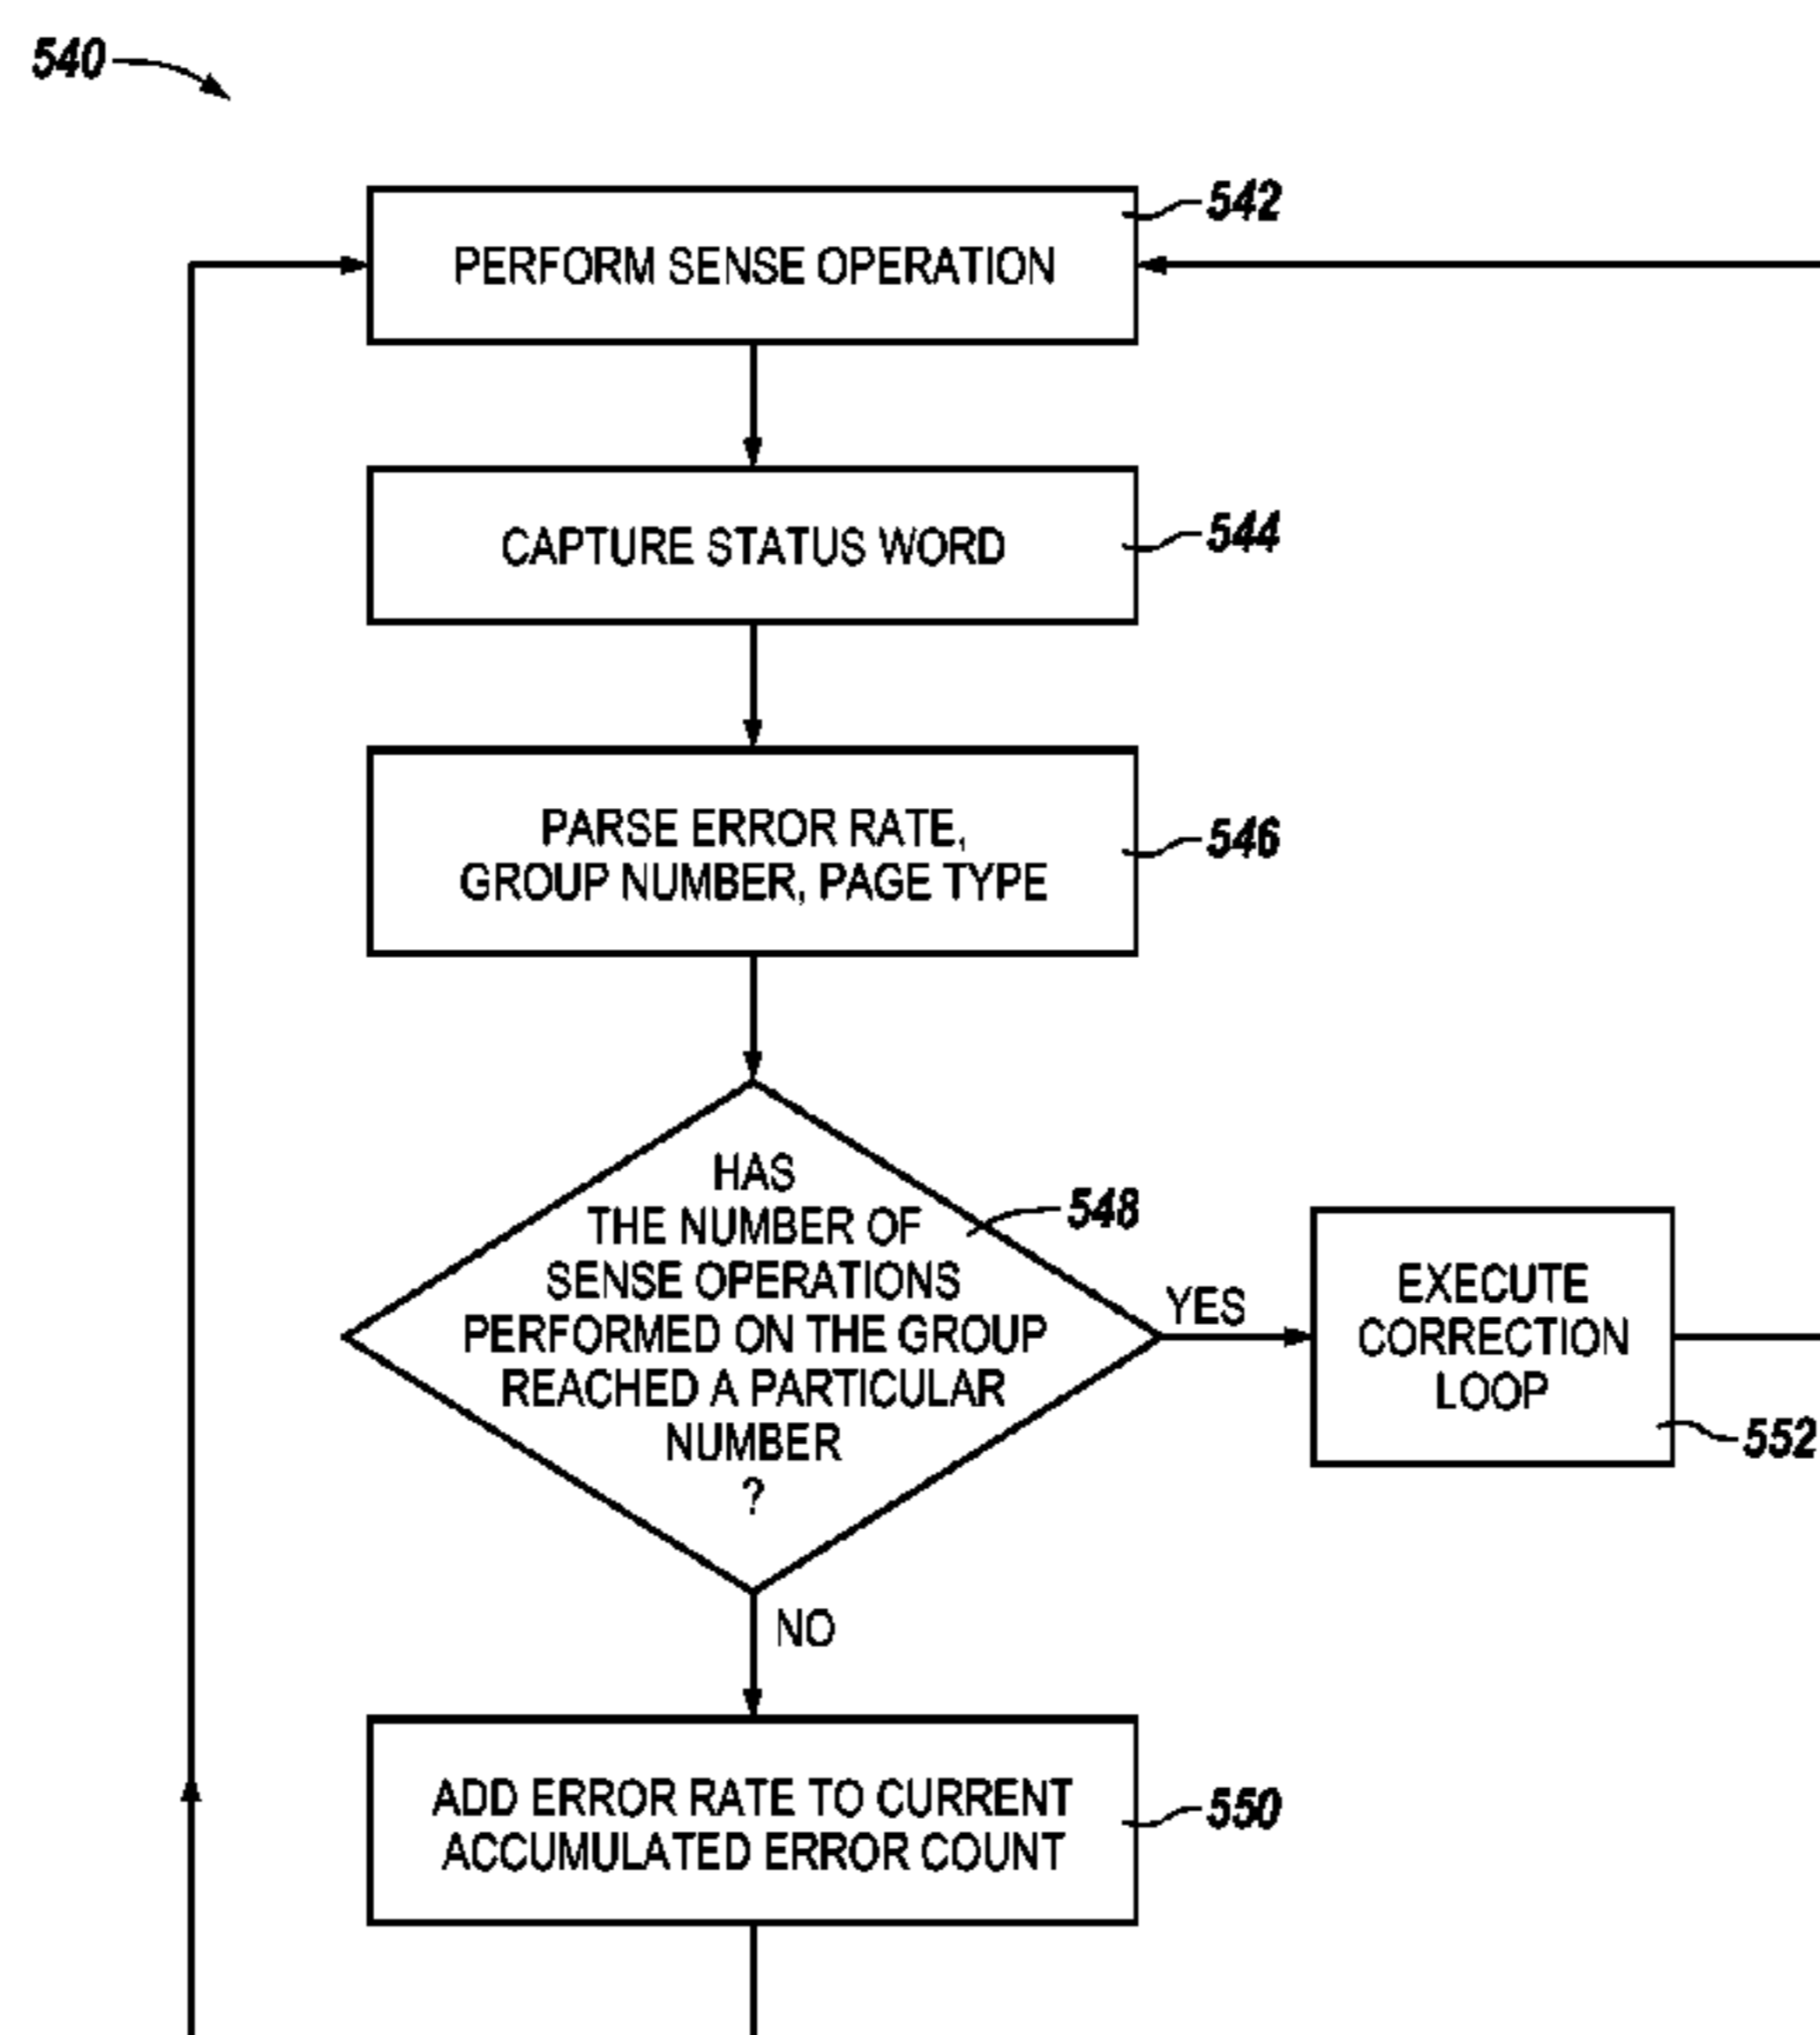 540
542
PERFORM SENSE OPERATION
CAPTURE STATUS WORD
544
PARSE ERROR RATE,
GROUP NUMBER, PAGE TYPE
546
HAS
THE NUMBER OF
SENSE OPERATIONS
PERFORMED ON THE GROUP
REACHED A PARTICULAR
NUMBER
?
548
YES
EXECUTE
CORRECTION
LOOP
552
NO
ADD ERROR RATE TO CURRENT
ACCUMULATED ERROR COUNT
550